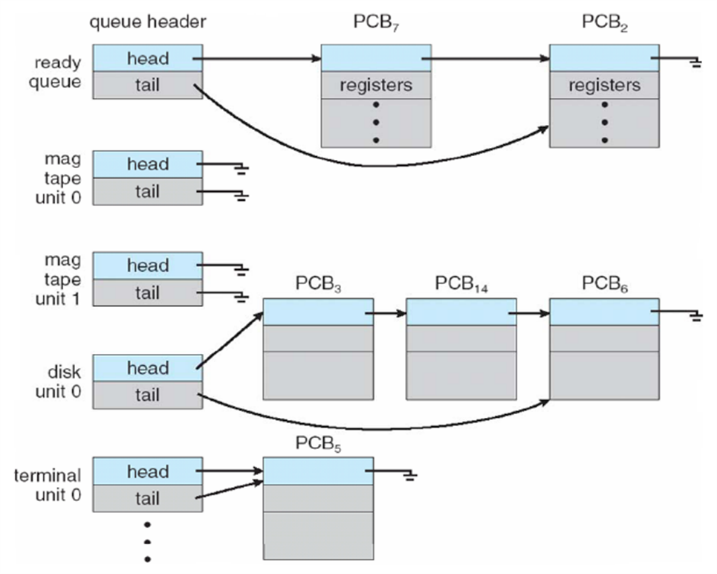 queue header
PCB₇
PCB₂
ready
queue
head
tail
registers
registers
mag
tape
unit 0
head
tail
mag
tape
unit 1
head
tail
PCB₃
PCB₁₄
PCB₆
disk
unit 0
head
tail
PCB₅
terminal
unit 0
head
tail